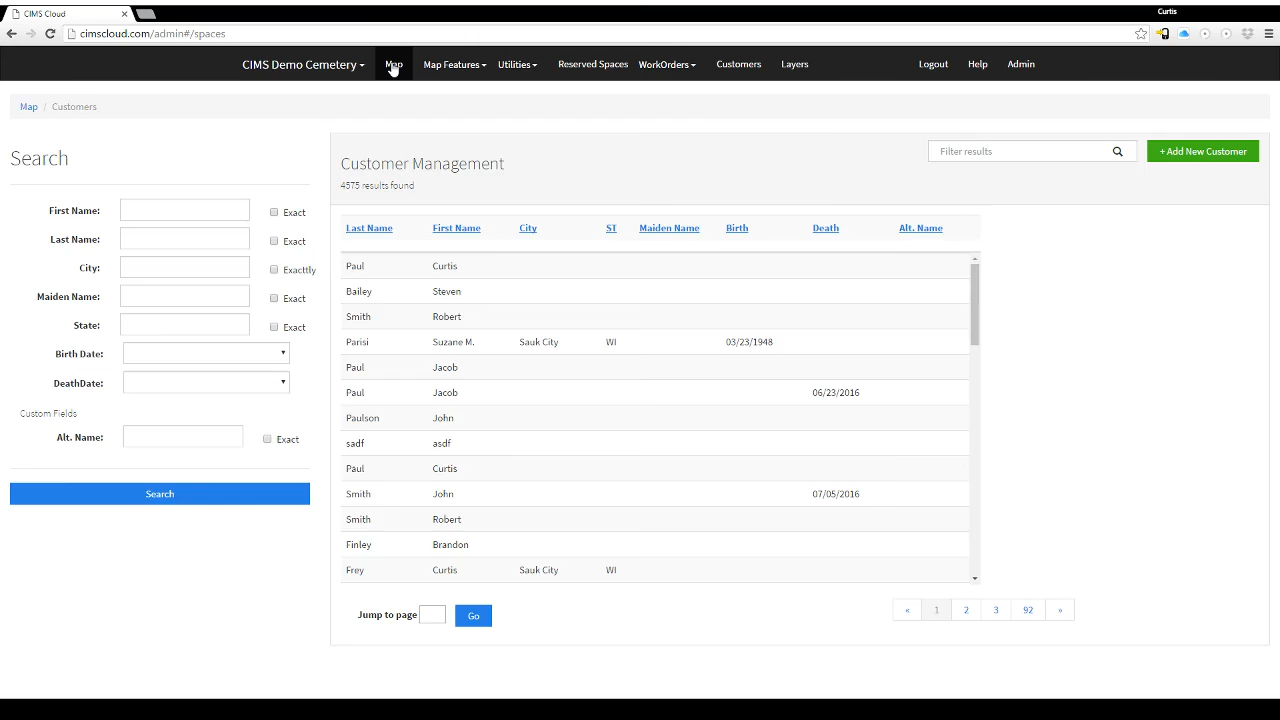 CIMS Cloud
Curtis
cimscloud.com/admin#/spaces
CIMS Demo Cemetery Map Map Features Utilities Reserved Spaces WorkOrders Customers Layers Logout Help Admin
Map / Customers
Search
First Name: Exact
Last Name: Exact
City: Exacttly
Maiden Name: Exact
State: Exact
Birth Date:
DeathDate:
Custom Fields
Alt. Name: Exact
Search
Customer Management
4575 results found
Filter results
+ Add New Customer
Last Name First Name City ST Maiden Name Birth Death Alt. Name
Paul Curtis
Bailey Steven
Smith Robert
Parisi Suzane M. Sauk City WI 03/23/1948
Paul Jacob
Paul Jacob 06/23/2016
Paulson John
sadf asdf
Paul Curtis
Smith John 07/05/2016
Smith Robert
Finley Brandon
Frey Curtis Sauk City WI
Jump to page Go
« 1 2 3 92 »